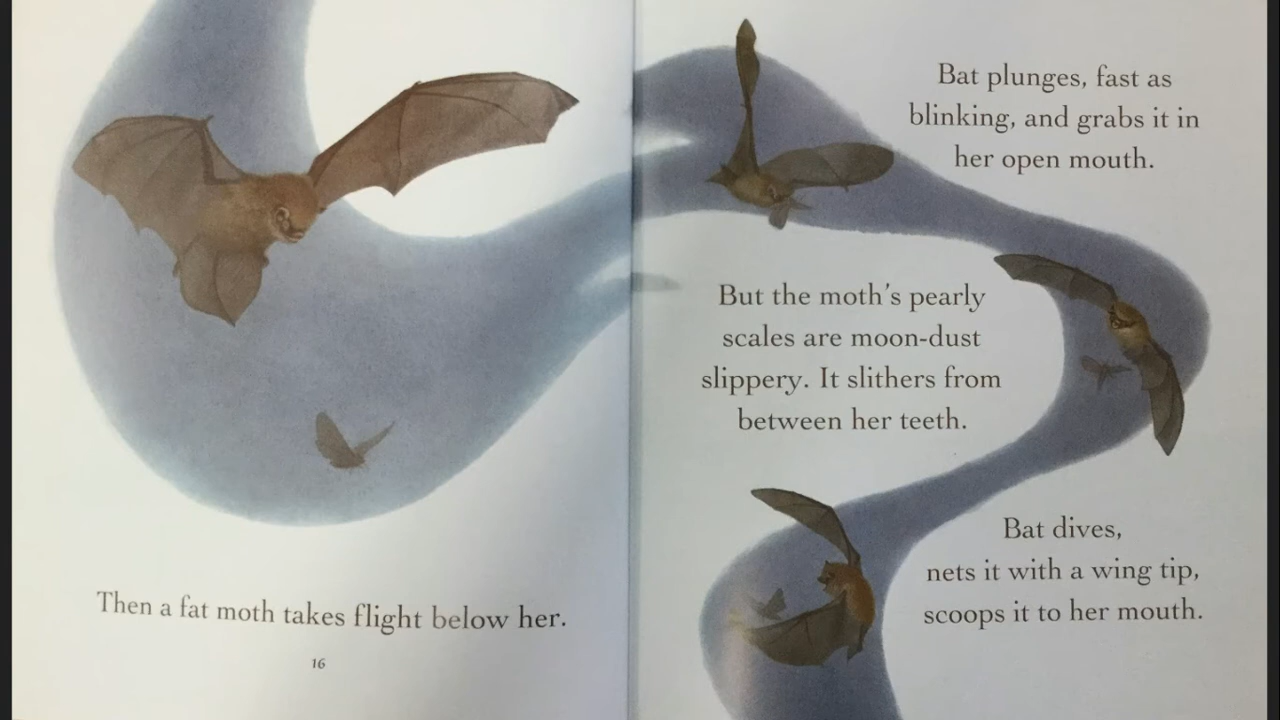 Then a fat moth takes flight below her.
16
Bat plunges, fast as
blinking, and grabs it in
her open mouth.
But the moth's pearly
scales are moon-dust
slippery. It slithers from
between her teeth.
Bat dives,
nets it with a wing tip,
scoops it to her mouth.